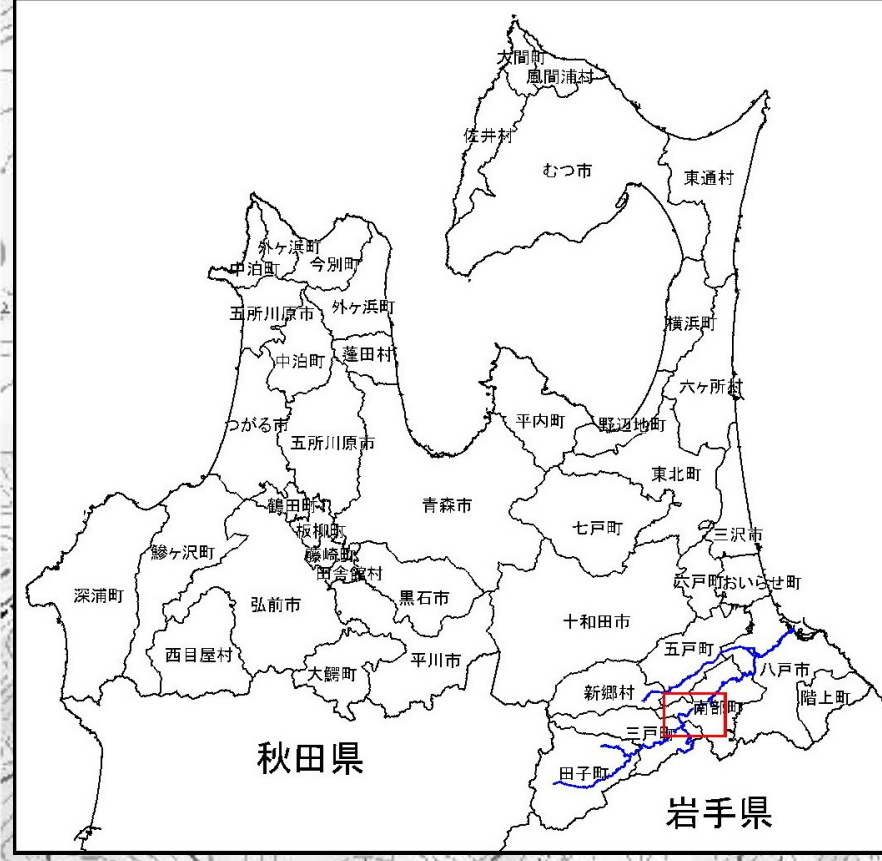 大間町
風間浦村
佐井村
むつ市
東通村
外ヶ浜町
中泊町
今別町
五所川原市
外ヶ浜町
横浜町
中泊町
蓬田村
六ヶ所村
つがる市
五所川原市
平内町
野辺地町
東北町
青森市
鶴田町
七戸町
板柳町
三沢市
鰺ヶ沢町
藤崎町
田舎館村
六戸町
おいらせ町
深浦町
弘前市
黒石市
十和田市
西目屋村
大鰐町
平川市
五戸町
八戸市
新郷村
階上町
南部町
三戸町
田子町
秋田県
岩手県